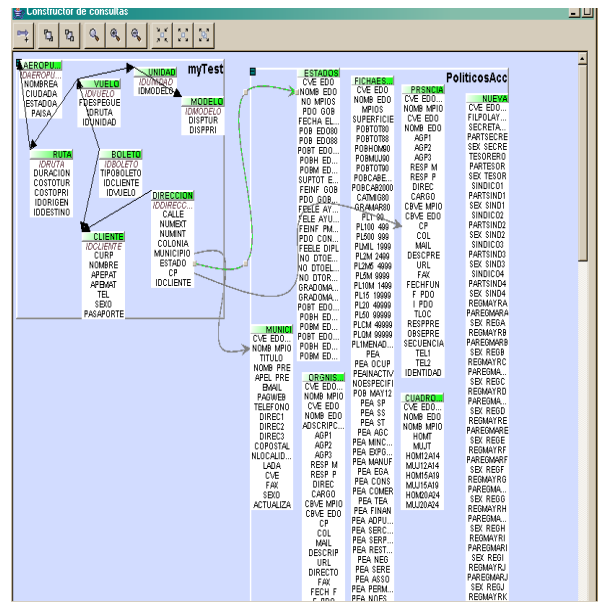 Constructor de consultas
myTest
PoliticosAcc
AEROPU...
IDAEROPU...
NOMBREA
CIUDADA
ESTADOA
PAISA
VUELO
IDVUELO
FDESPEGUE
IDRUTA
IDUNIDAD
UNIDAD
IDUNIDAD
IDMODELO
MODELO
IDMODELO
DISPTUR
DISPPRI
RUTA
IDRUTA
DURACION
COSTOTUR
COSTOPRI
IDORIGEN
IDDESTINO
BOLETO
IDBOLETO
TIPOBOLETO
IDCLIENTE
IDVUELO
DIRECCION
IDDIRECC...
CALLE
NUMEXT
NUMINT
COLONIA
MUNICIPIO
ESTADO
CP
IDCLIENTE
CLIENTE
IDCLIENTE
CURP
NOMBRE
APEPAT
APEMAT
TEL
SEXO
PASAPORTE
MUNICI
CVE EDO...
NOMB MPIO
TITULO
NOMB PRE
APEL PRE
EMAIL
PAGWEB
TELEFONO
DIREC1
DIREC2
DIREC3
COPOSTAL
NLOCALID...
LADA
CVE
FAX
SEXO
ACTUALIZA
ESTADOS
CVE EDO
NOMB EDO
NO MPIOS
PDO GOB
FECHA EL...
POB EDO80
POB EDO88
POBT EDO...
POBH ED...
POBM ED...
SUPTOT E...
FEINF GOB
PDO GOB...
FEELE AY...
FEELE AYU...
FEINF PM...
PDO CON...
FEELE DIPL
NO DTOE...
NO DTOEL...
NO DTOR...
GRADOMA...
GRADOMA...
POBT EDO...
POBH ED...
POBM ED...
POBT EDO...
POBH ED...
POBM ED...
ORGNIS...
CVE EDO...
NOMB MPIO
CVE EDO
NOMB EDO
ADSCRIPC...
AGP1
AGP2
AGP3
RESP M
RESP P
DIREC
CARGO
CBVE MPIO
CBVE EDO
CP
COL
MAIL
DESCRIP
URL
DIRECTO
FAX
FECH F
F PDO
FICHAES...
CVE EDO
NOMB EDO
MPIOS
SUPERFICIE
POBTOT80
POBTOT88
POBHOM90
POBMUJ90
POBTOT90
POBCABE...
POBCAB2000
CATMIG80
GRAMAR80
PL1 99
PL100 499
PL500 999
PLMIL 1999
PL2M 2499
PL2M5 4999
PL5M 9999
PL10M 1499
PL15 19999
PL20 49999
PL50 99999
PLCM 49999
PLDM 99999
PL1MENAD...
PEA
PEA OCUP
PEAINACTIV
NOESPECIFI
POB MAY12
PEA SP
PEA SS
PEA ST
PEA AGC
PEA MINC...
PEA EXPG...
PEA MANUF
PEA EGA
PEA CONS
PEA COMER
PEA TEA
PEA FINAN
PEA ADPU...
PEA SERC...
PEA SERP...
PEA REST...
PEA NEG
PEA SERE
PEA ASSO
PEA PERM...
PEA NOES...
PRSNCIA
CVE EDO...
NOMB MPIO
CVE EDO
NOMB EDO
AGP1
AGP2
AGP3
RESP M
RESP P
DIREC
CARGO
CBVE MPIO
CBVE EDO
CP
COL
MAIL
DESCPRE
URL
FAX
FECHFUN
F PDO
I PDO
TLOC
RESPPRE
OBSEPRE
SECUENCIA
TEL1
TEL2
IDENTIDAD
CUADRO...
CVE EDO...
NOMB EDO
NOMB MPIO
HOMT
MUJT
HOM12A14
MUJ12A14
HOM15A19
MUJ15A19
HOM20A24
MUJ20A24
NUEVA
CVE EDO...
FILPOLAY...
SECRETA...
PARTSECRE
SEX SECRE
TESORERO
PARTESOR
SEX TESOR
SINDICO1
PARTSIND1
SEX SIND1
SINDICO2
PARTSIND2
SEX SIND2
SINDICO3
PARTSIND3
SEX SIND3
SINDICO4
PARTSIND4
SEX SIND4
REGMAYRA
PAREGMARA
SEX REGA
REGMAYRB
PAREGMARB
SEX REGB
REGMAYRC
PAREGMA...
SEX REGC
REGMAYRD
PAREGMA...
SEX REGD
REGMAYRE
PAREGMARE
SEX REGE
REGMAYRF
PAREGMARF
SEX REGF
REGMAYRG
PAREGMA...
SEX REGG
REGMAYRH
PAREGMA...
SEX REGH
REGMAYRI
PAREGMARI
SEX REGI
REGMAYRJ
PAREGMARJ
SEX REGJ
REGMAYRK